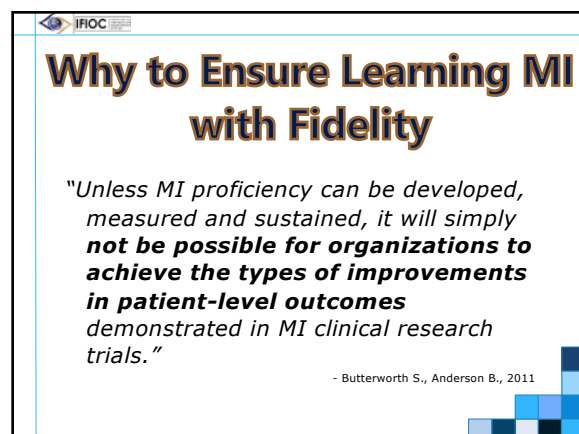 IFIOC
Why to Ensure Learning MI
with Fidelity
“Unless MI proficiency can be developed,
measured and sustained, it will simply
not be possible for organizations to
achieve the types of improvements
in patient-level outcomes
demonstrated in MI clinical research
trials.”
- Butterworth S., Anderson B., 2011